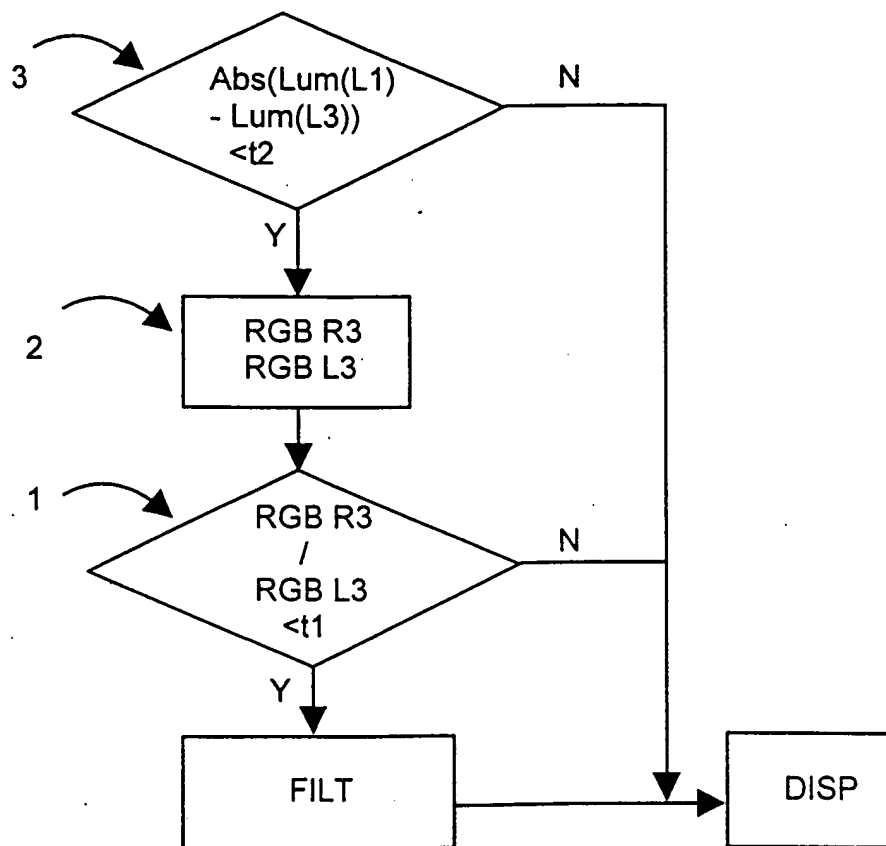 3
Abs(Lum(L1)
- Lum(L3))
<t2
N
Y
2
RGB R3
RGB L3
1
RGB R3
/
RGB L3
<t1
N
Y
FILT
DISP